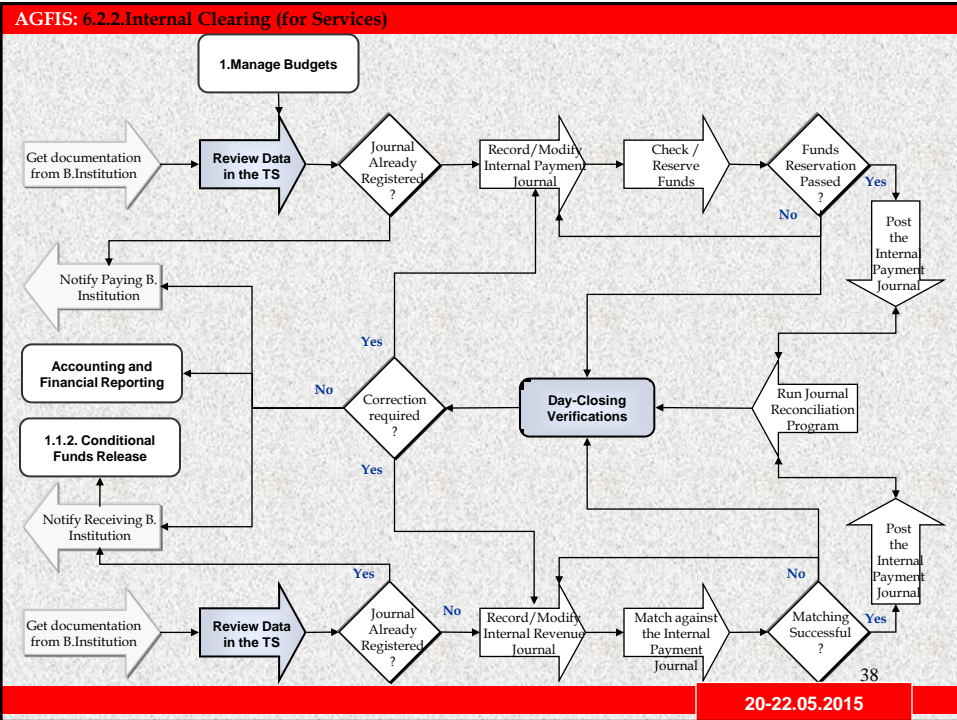 AGFIS: 6.2.2.Internal Clearing (for Services)
1.Manage Budgets
Get documentation
from B.Institution
Review Data
in the TS
Journal
Already
Registered
?
Record/Modify
Internal Payment
Journal
Check /
Reserve
Funds
Funds
Reservation
Passed
?
Yes
No
Post
the
Internal
Payment
Journal
Notify Paying B.
Institution
Accounting and
Financial Reporting
1.1.2. Conditional
Funds Release
Notify Receiving B.
Institution
No
Yes
Correction
required
?
Yes
Day-Closing
Verifications
Run Journal
Reconciliation
Program
Post
the
Internal
Payment
Journal
Get documentation
from B.Institution
Review Data
in the TS
Yes
Journal
Already
Registered
?
No
Record/Modify
Internal Revenue
Journal
Match against
the Internal
Payment
Journal
No
Matching
Successful
?
Yes
38
20-22.05.2015